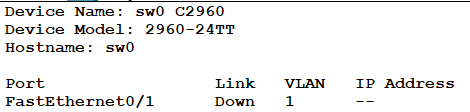 Device Name: sw0 C2960
Device Model: 2960-24TT
Hostname: sw0
Port Link VLAN IP Address
FastEthernet0/1 Down 1 --